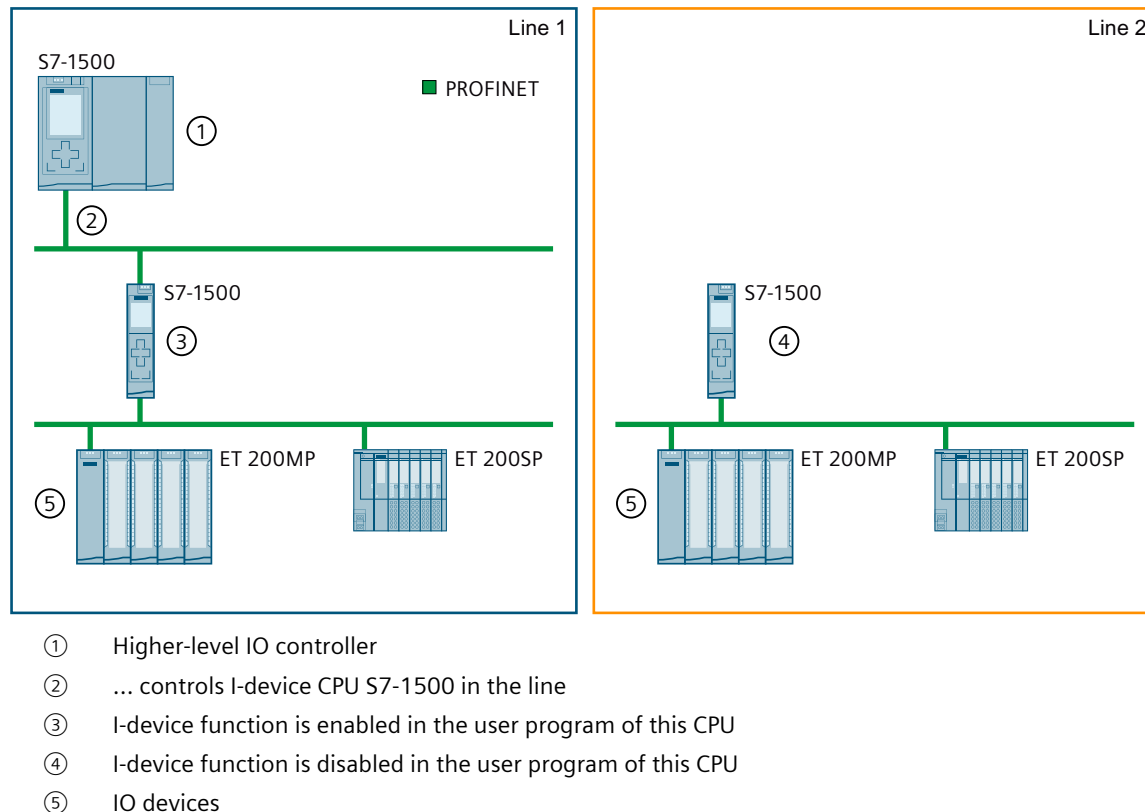 Line 1
Line 2
S7-1500
PROFINET
①
②
S7-1500
③
S7-1500
④
ET 200MP
ET 200SP
⑤
ET 200MP
ET 200SP
⑤
① Higher-level IO controller
② … controls I-device CPU S7-1500 in the line
③ I-device function is enabled in the user program of this CPU
④ I-device function is disabled in the user program of this CPU
⑤ IO devices